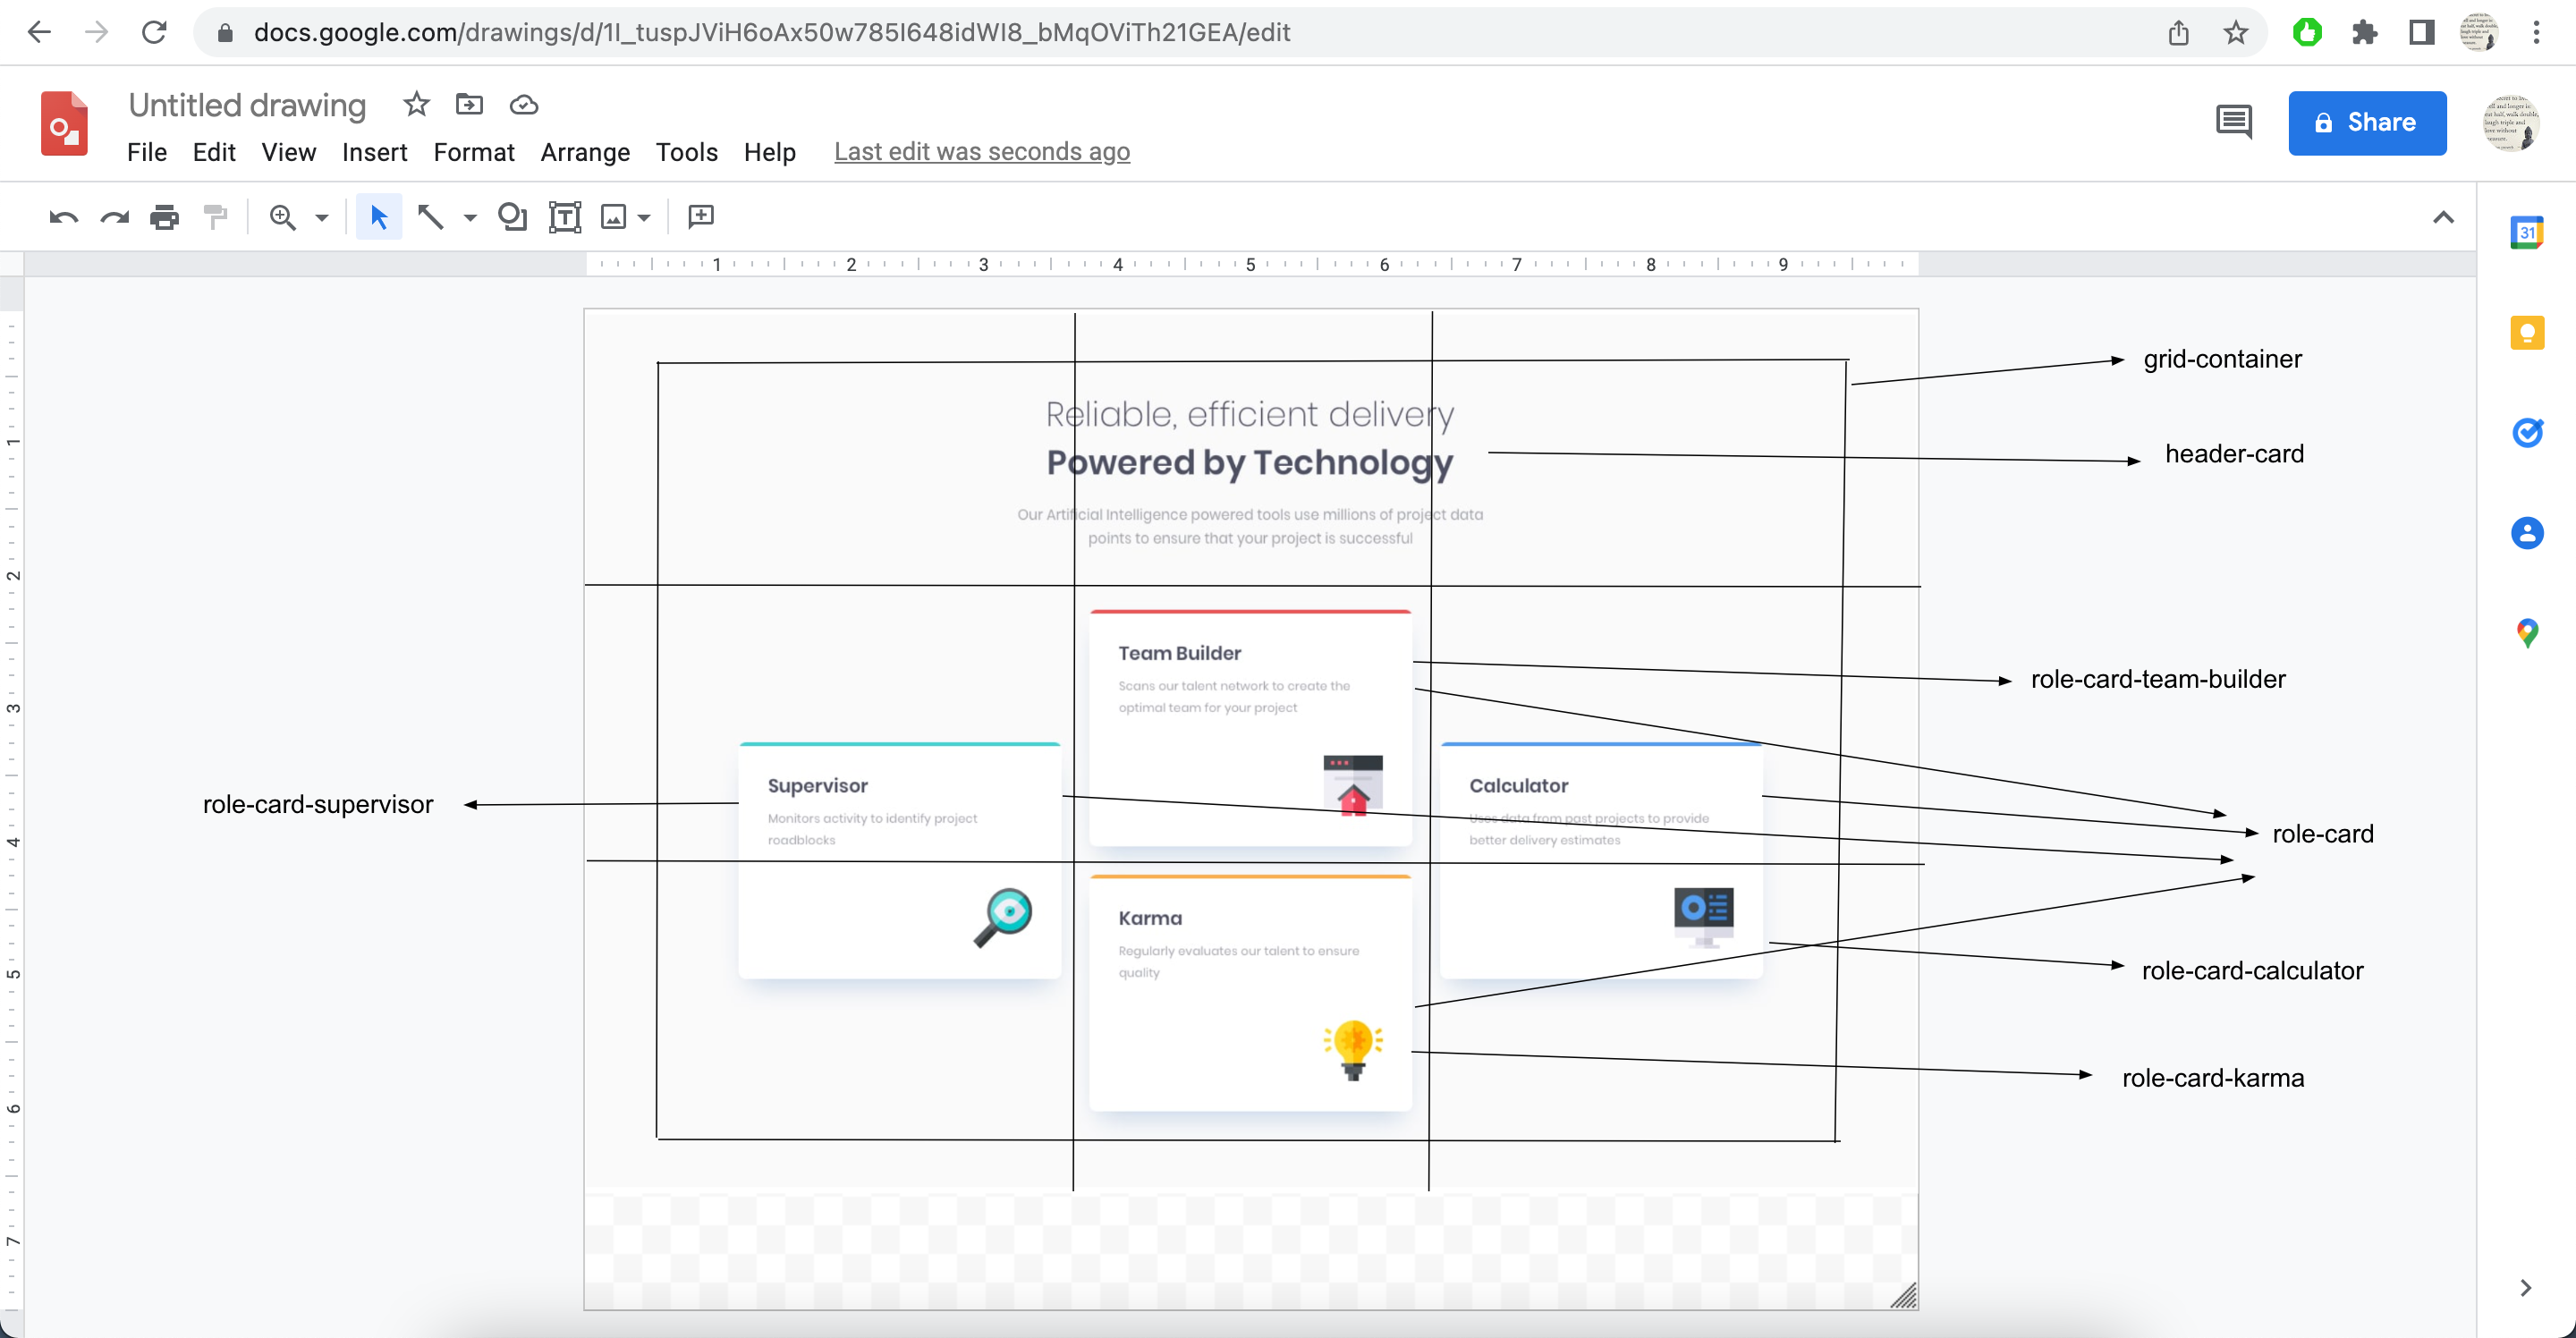 docs.google.com/drawings/d/1I_tuspJViH6oAx50w785I648idWI8_bMqOViTh21GEA/edit
Untitled drawing
File Edit View Insert Format Arrange Tools Help Last edit was seconds ago
Share
31
1 2 3 4 5 6 7 8 9
1
2
3
4
5
6
7
grid-container
Reliable, efficient delivery
Powered by Technology
header-card
Our Artificial Intelligence powered tools use millions of project data
points to ensure that your project is successful
Team Builder
Scans our talent network to create the
optimal team for your project
role-card-team-builder
Supervisor
Monitors activity to identify project
roadblocks
role-card-supervisor
Calculator
Uses data from past projects to provide
better delivery estimates
role-card
Karma
Regularly evaluates our talent to ensure
quality
role-card-calculator
role-card-karma